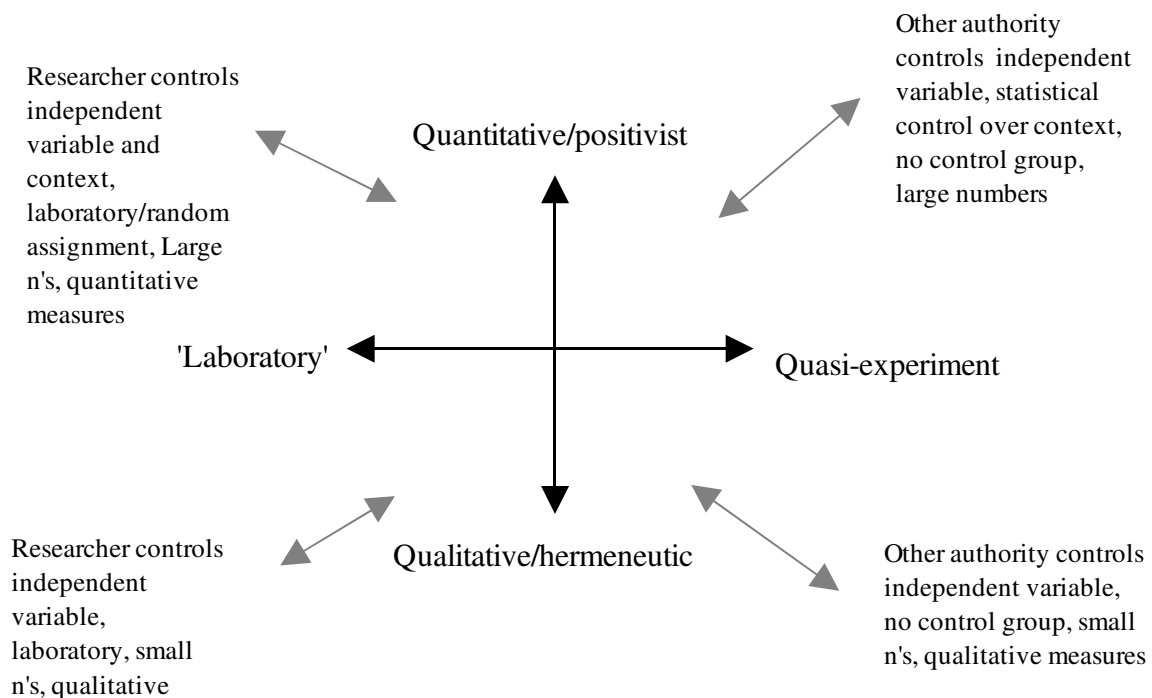 Researcher controls
independent
variable and
context,
laboratory/random
assignment, Large
n's, quantitative
measures
Quantitative/positivist
Other authority
controls  independent
variable, statistical
control over context,
no control group,
large numbers
'Laboratory'
Quasi-experiment
Researcher controls
independent
variable,
laboratory, small
n's, qualitative
Qualitative/hermeneutic
Other authority controls
independent variable,
no control group, small
n's, qualitative measures